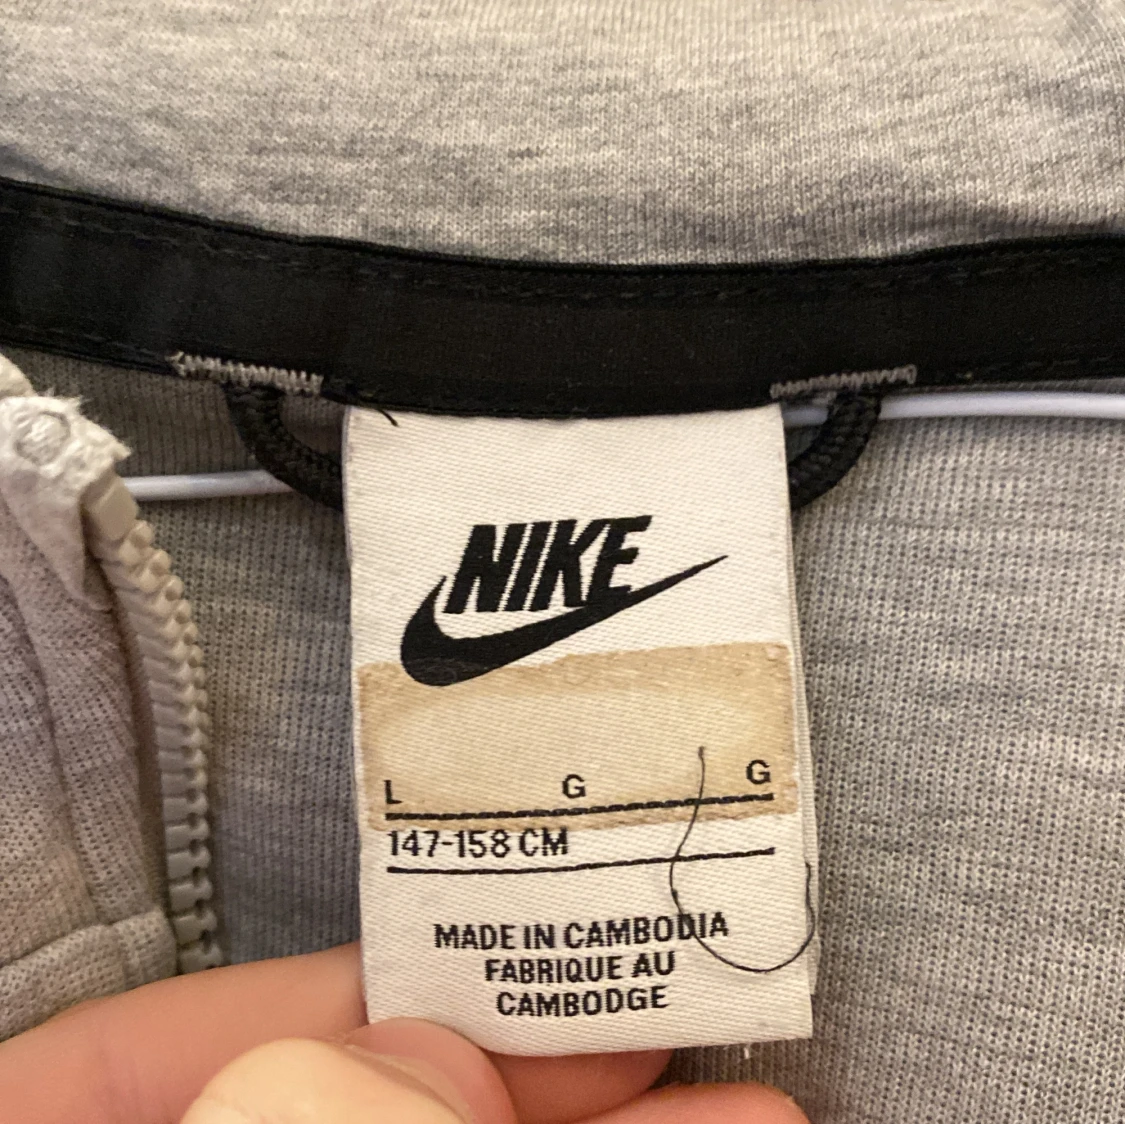 NIKE
L G G
147-158 CM
MADE IN CAMBODIA
FABRIQUE AU
CAMBODGE